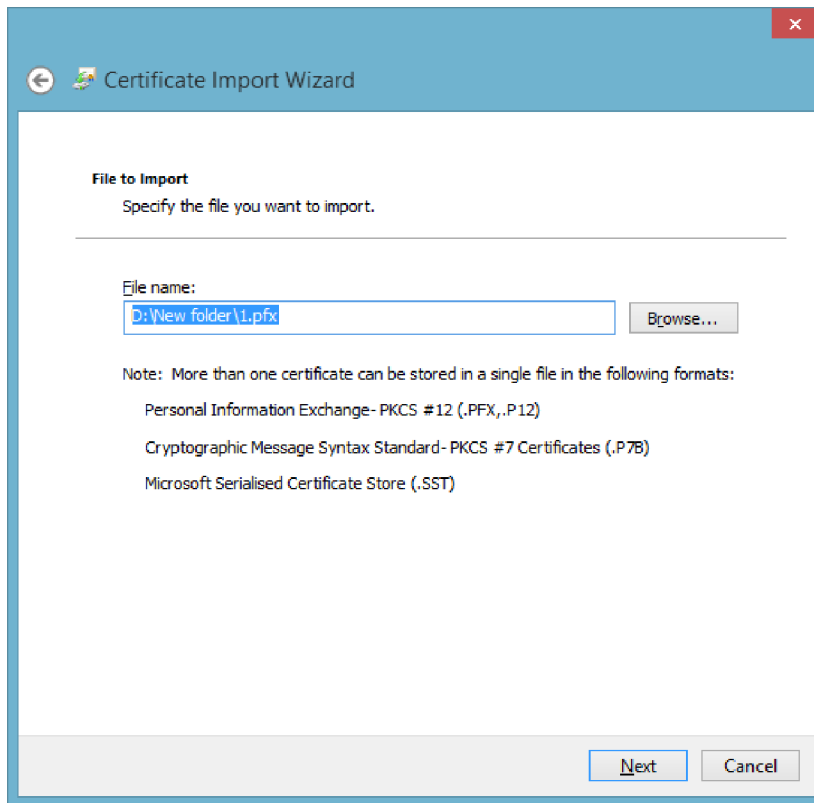 Certificate Import Wizard
File to Import
Specify the file you want to import.
File name:
D:\New folder\1.pfx
Browse...
Note: More than one certificate can be stored in a single file in the following formats:
Personal Information Exchange- PKCS #12 (.PFX,.P12)
Cryptographic Message Syntax Standard- PKCS #7 Certificates (.P7B)
Microsoft Serialised Certificate Store (.SST)
Next Cancel